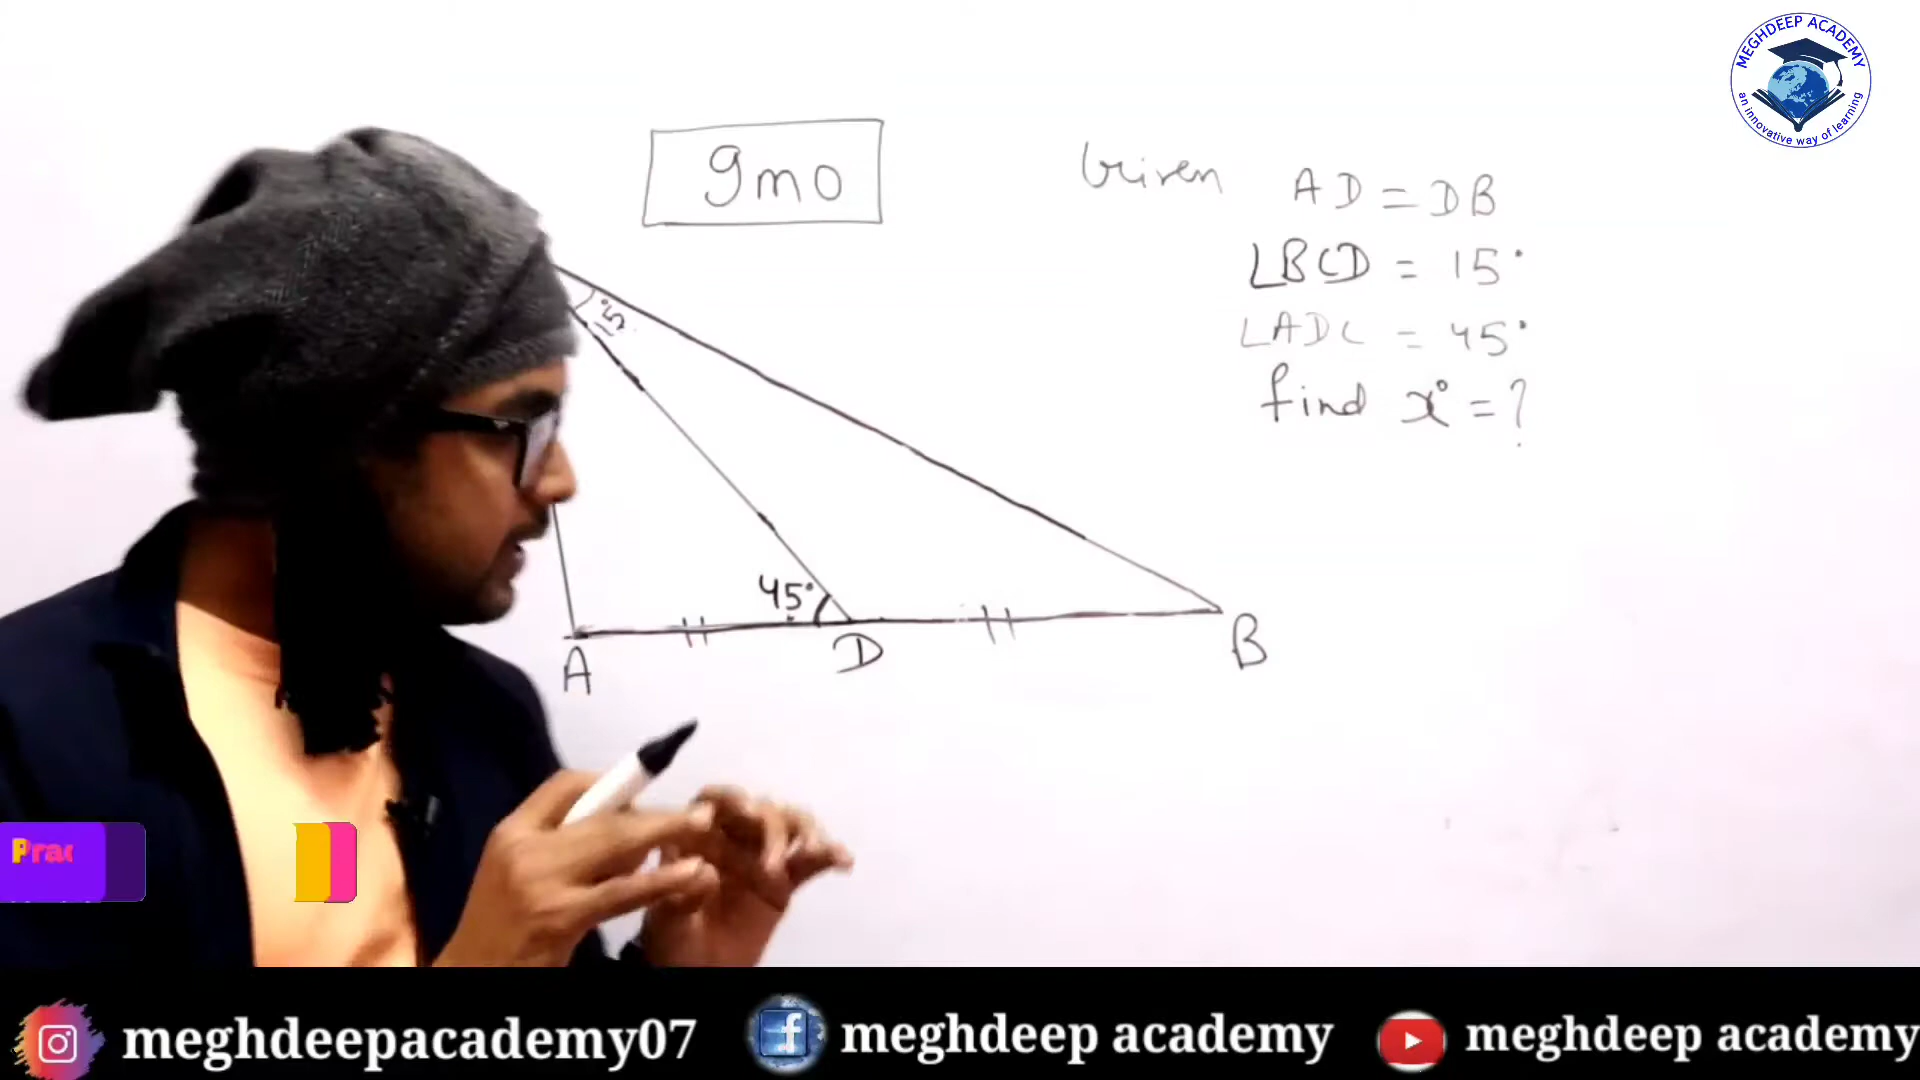 MEGHDEEP ACADEMY
an innovative way of learning
9mo
Given AD = DB
∠BCD = 15°
∠ADC = 45°
find x° = ?
15°
45°
A
D
B
Prac
meghdeepacademy07
meghdeep academy
meghdeep academy